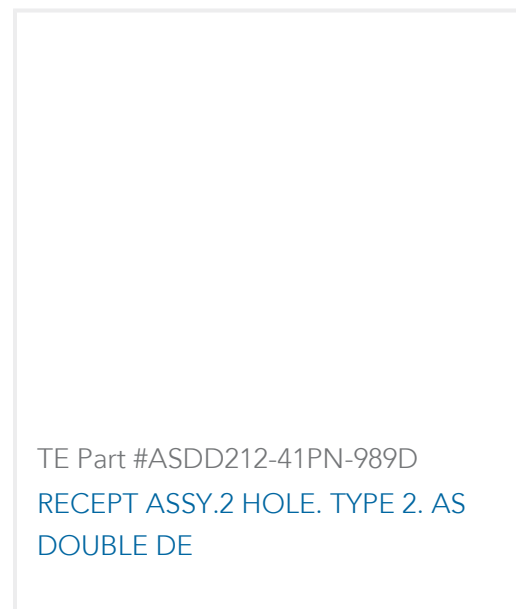 TE Part #ASDD212-41PN-989D
RECEPT ASSY.2 HOLE. TYPE 2. AS
DOUBLE DE